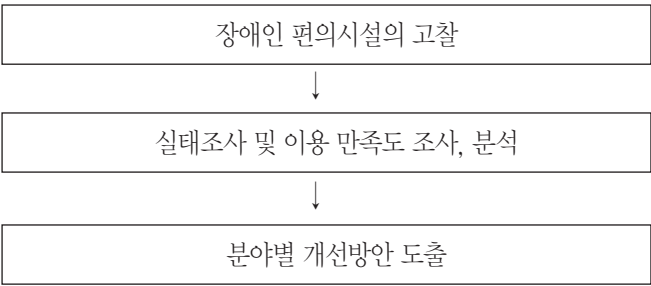 장애인 편의시설의 고찰
↓
실태조사 및 이용 만족도 조사, 분석
↓
분야별 개선방안 도출